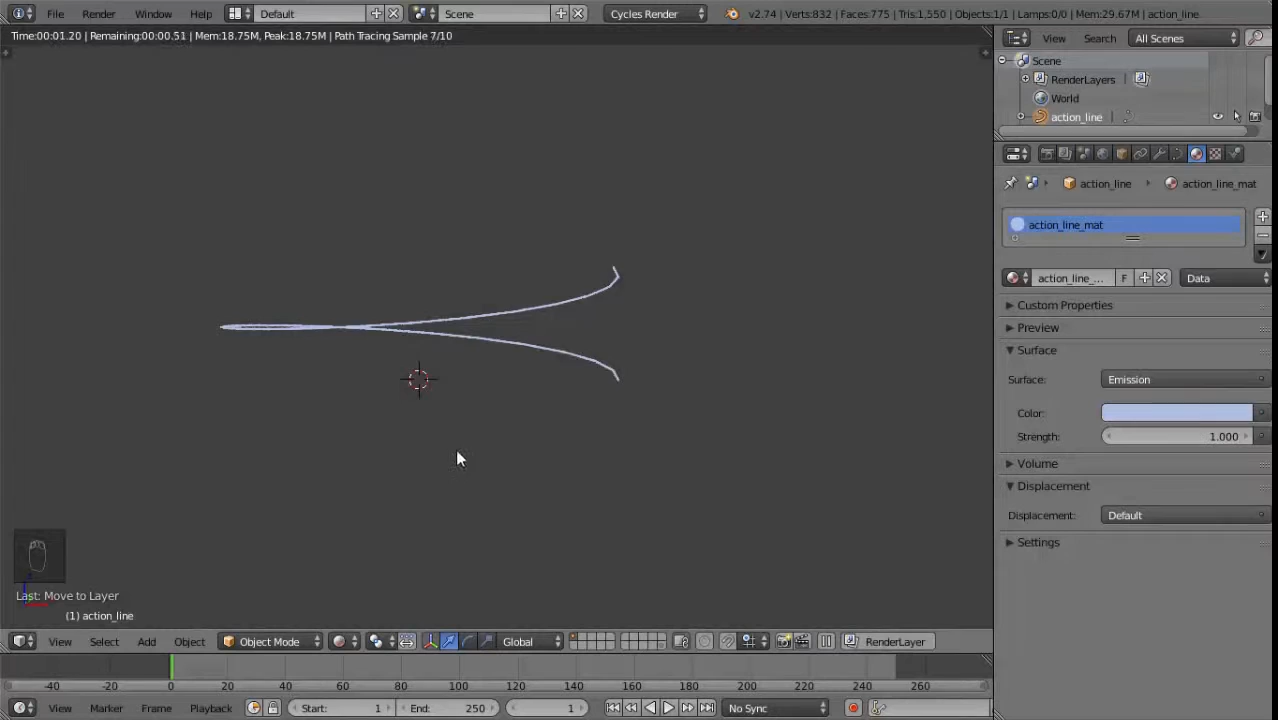 File Render Window Help Default Scene Cycles Render v2.74 | Verts:832 | Faces:775 | Tris:1,550 | Objects:1/1 | Lamps:0/0 | Mem:29.67M | action_line
Time:00:01.20 | Remaining:00:00.51 | Mem:18.75M, Peak:18.75M | Path Tracing Sample 7/10
View Search All Scenes
Scene
RenderLayers
World
action_line
action_line action_line_mat
action_line_mat
action_line_... F Data
Custom Properties
Preview
Surface
Surface: Emission
Color:
Strength: 1.000
Volume
Displacement
Displacement: Default
Settings
Last: Move to Layer
(1) action_line
View Select Add Object Object Mode Global RenderLayer
-40 -20 0 20 40 60 80 100 120 140 160 180 200 220 240 260
View Marker Frame Playback Start: 1 End: 250 1 No Sync